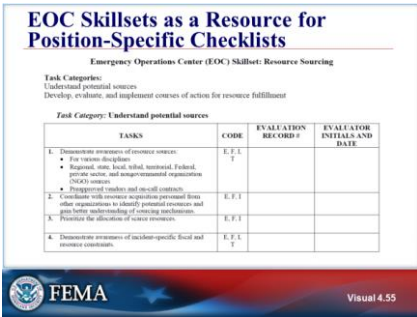 EOC Skillsets as a Resource for
Position-Specific Checklists
Emergency Operations Center (EOC) Skillset: Resource Sourcing
Task Categories:
Understand potential sources
Develop, evaluate, and implement courses of action for resource fulfillment
Task Category: Understand potential sources
TASKS CODE EVALUATION RECORD # EVALUATOR INITIALS AND DATE
1. Demonstrate awareness of resource sources: E, F, I, T
• For various disciplines
• Regional, state, local, tribal, territorial, Federal,
private sector, and nongovernmental organization
(NGO) sources
• Preapproved vendors and on-call contracts
2. Coordinate with resource acquisition personnel from E, F, I
other organizations to identify potential resources and
gain better understanding of sourcing mechanisms.
3. Prioritize the allocation of scarce resources. E, F, I
4. Demonstrate awareness of incident-specific fiscal and E, F, I, T
resource constraints.
FEMA
Visual 4.55